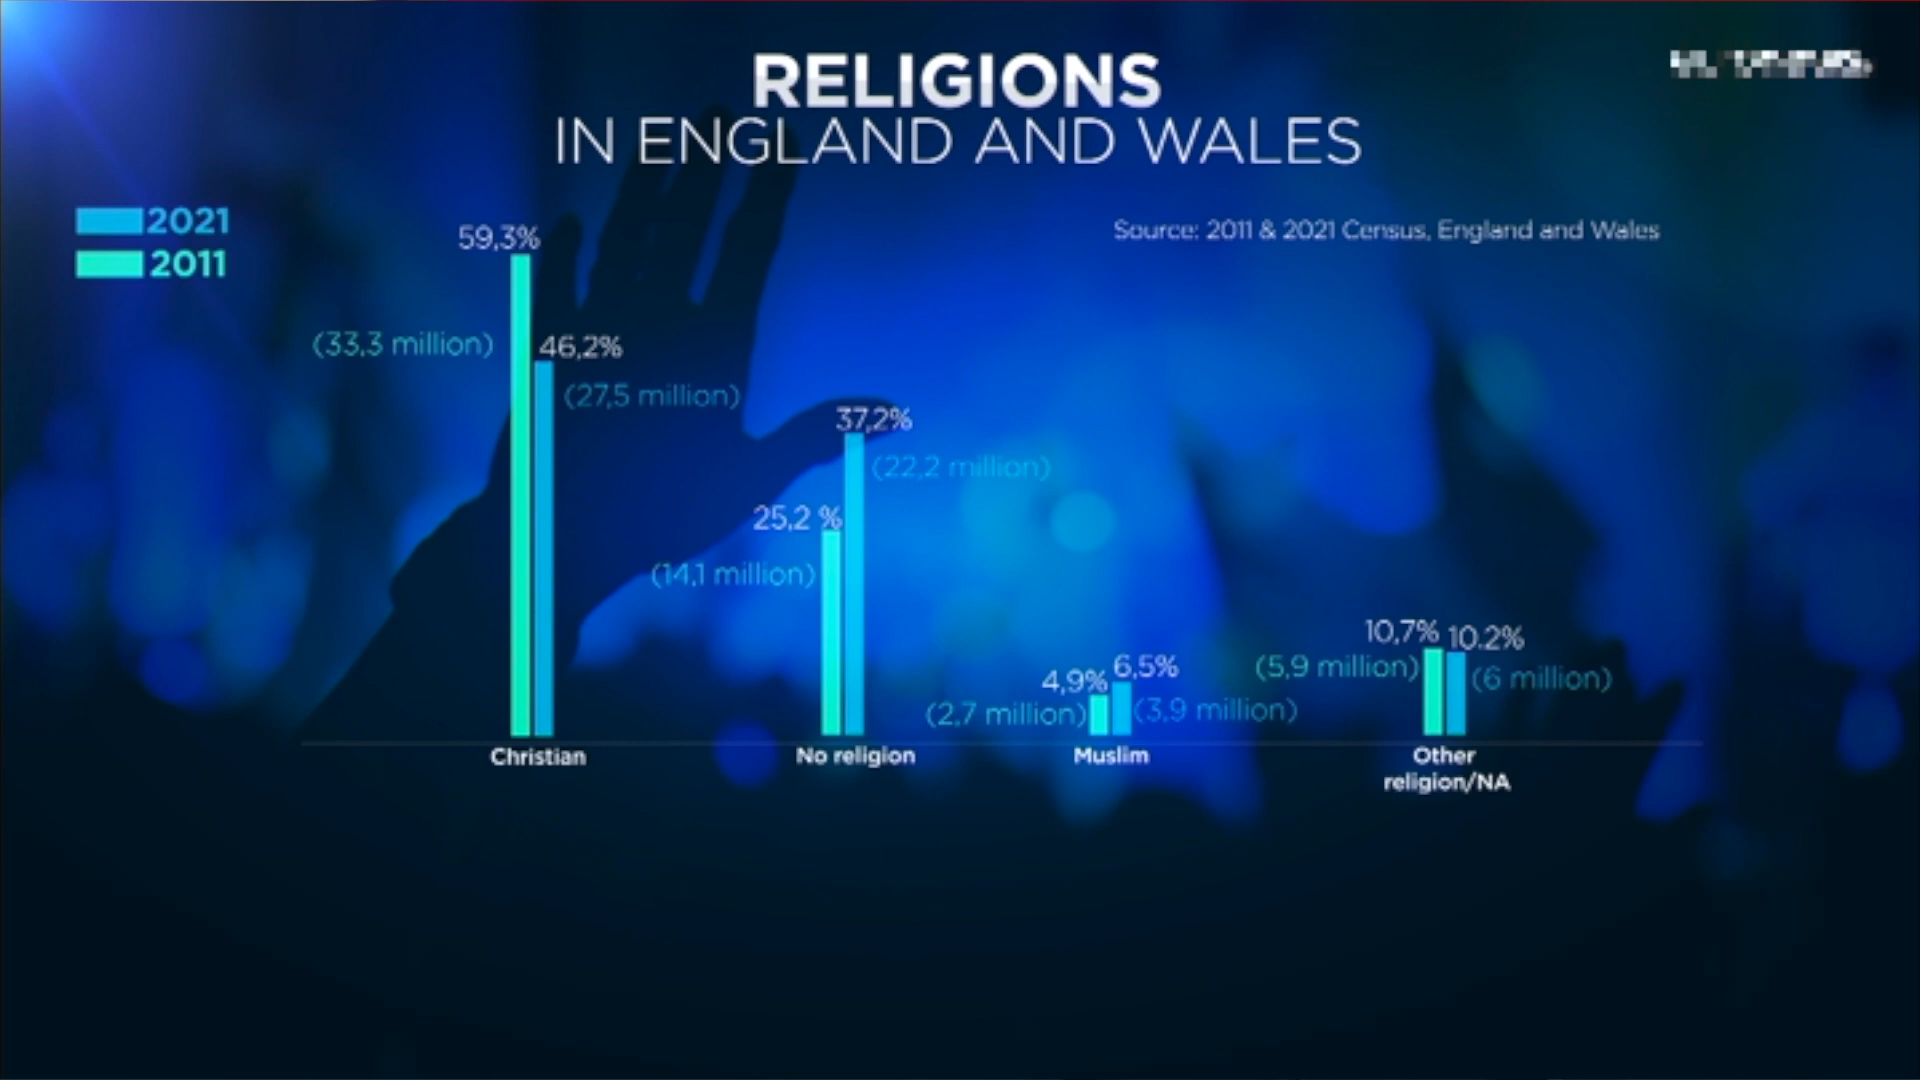 RELIGIONS
IN ENGLAND AND WALES
2021
2011
Source: 2011 & 2021 Census, England and Wales
59,3%
(33,3 million)
46,2%
(27,5 million)
37,2%
(22,2 million)
25,2 %
(14,1 million)
4,9%
(2,7 million)
6,5%
(3,9 million)
10,7%
(5,9 million)
10.2%
(6 million)
Christian
No religion
Muslim
Other
religion/NA